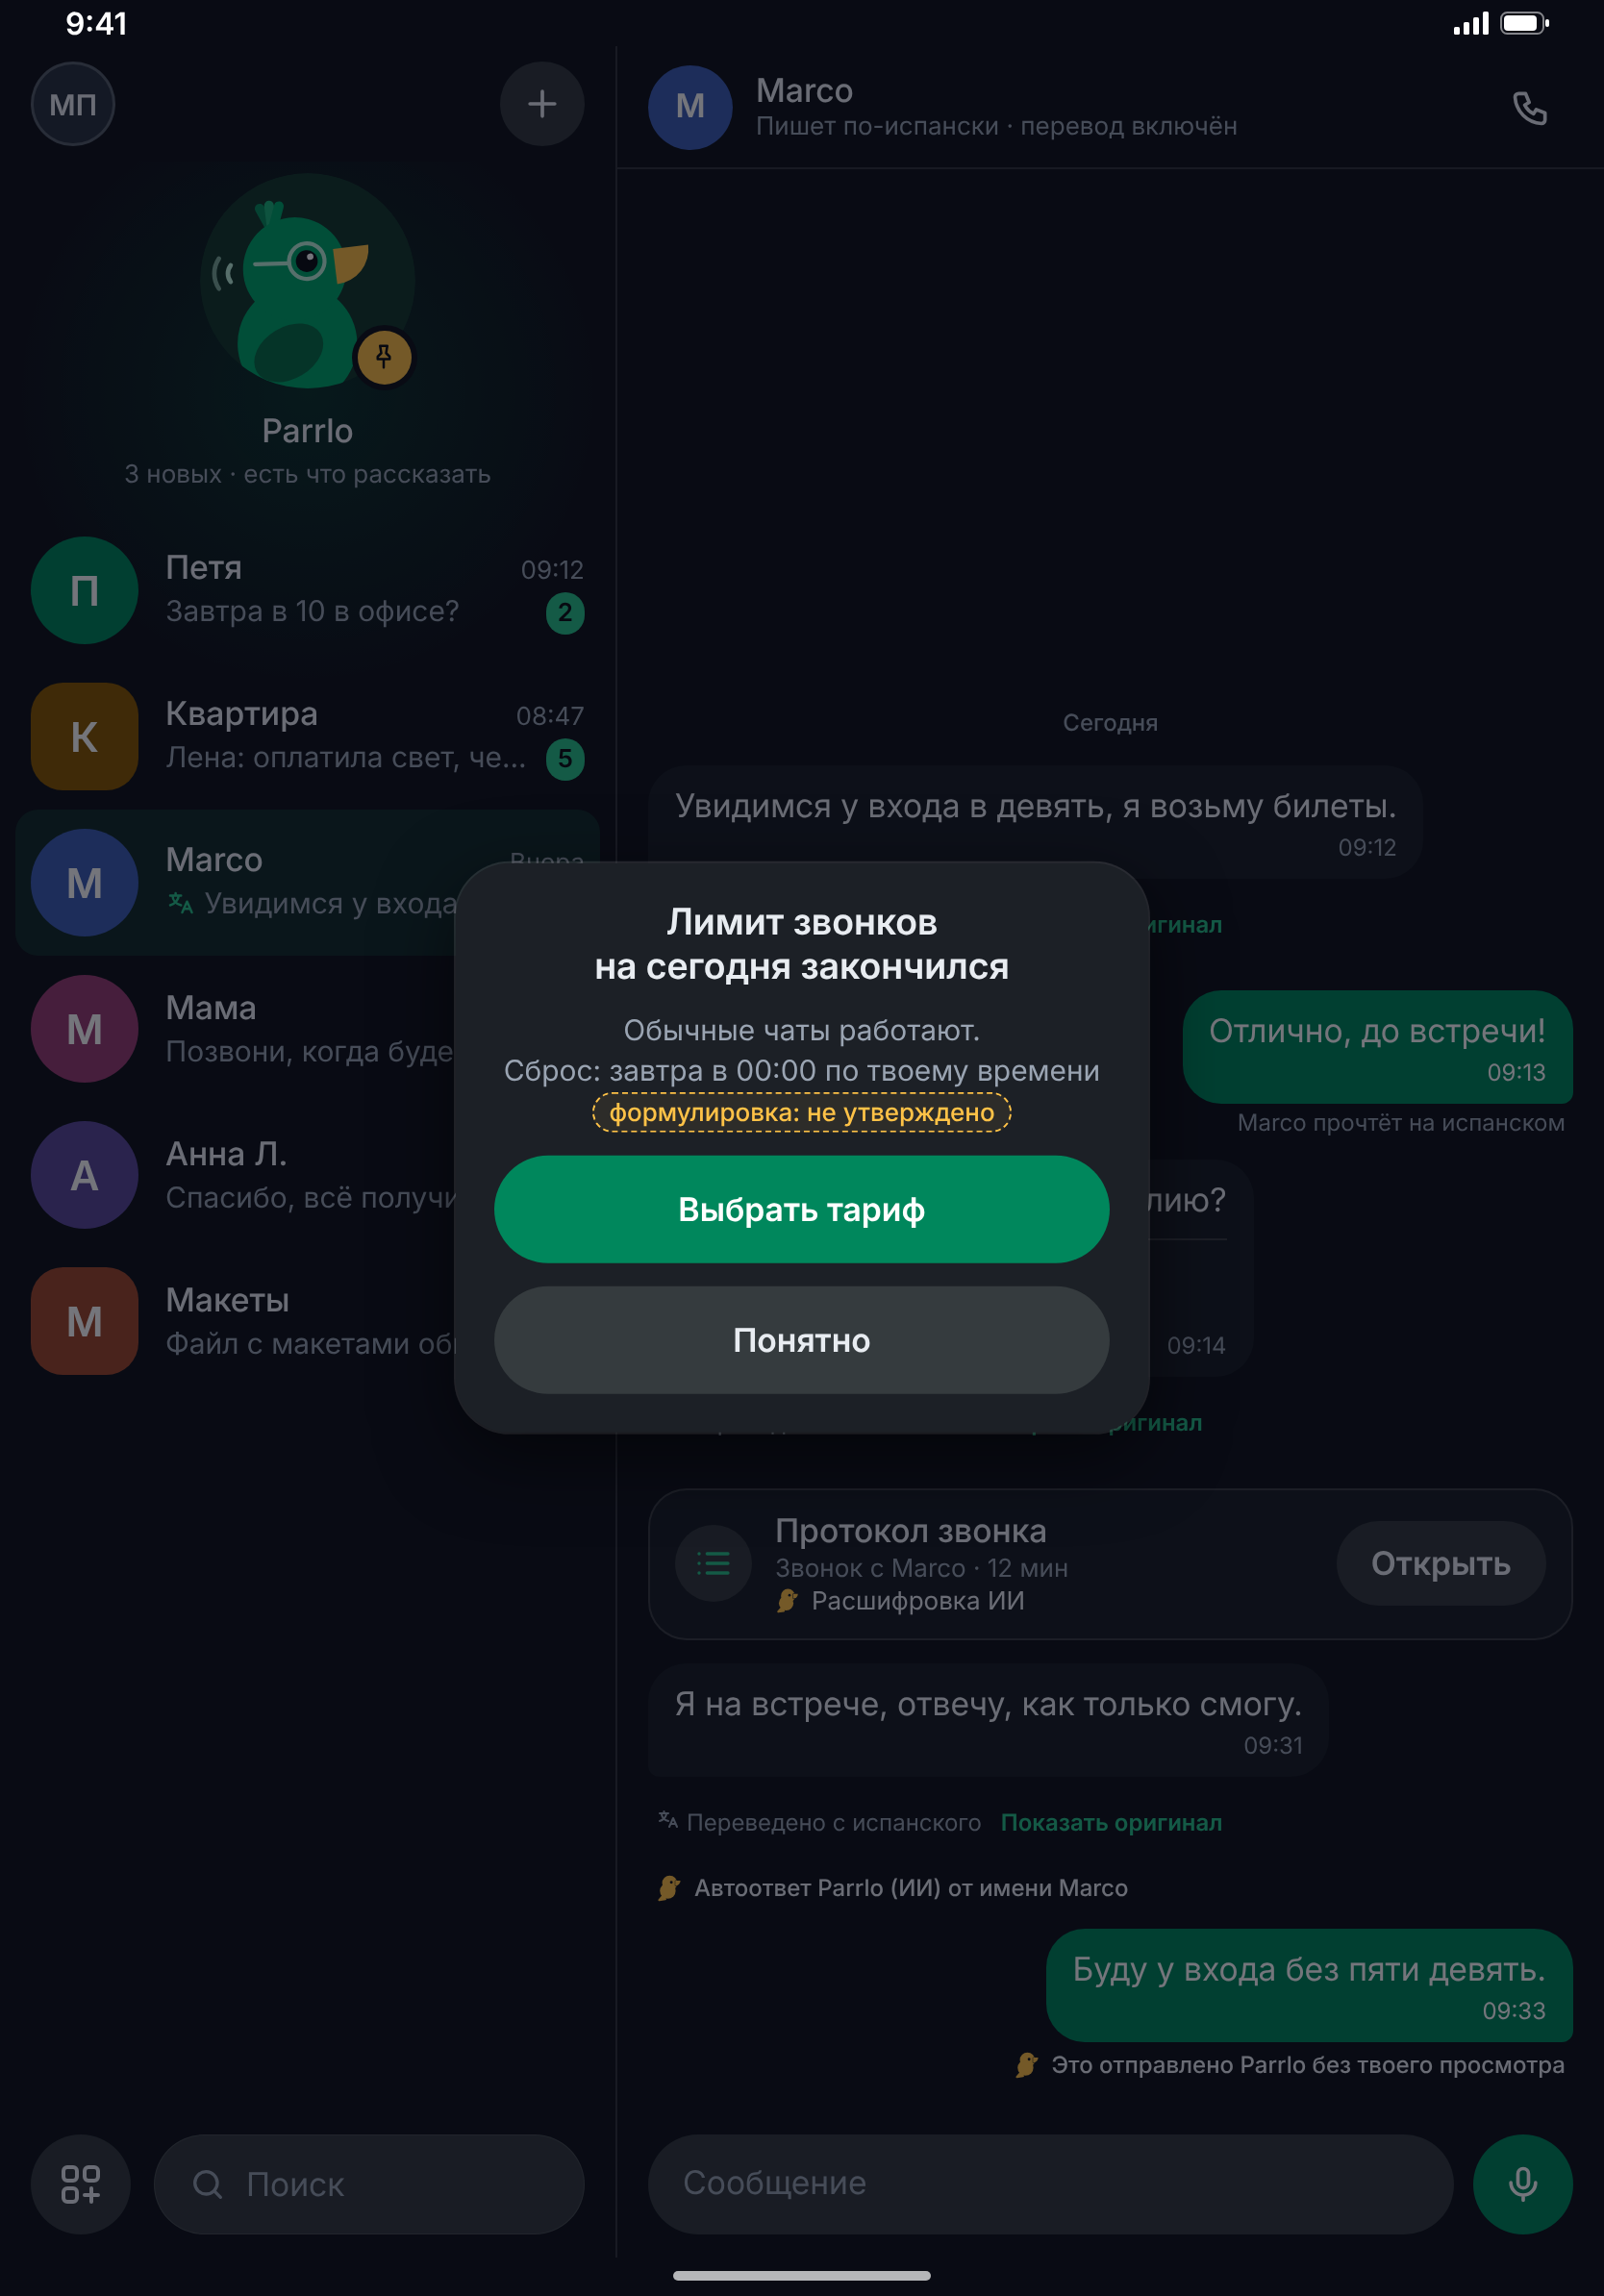 9:41
МП
Parrlo
3 новых · есть что рассказать
Петя
09:12
Завтра в 10 в офисе?
2
К
Квартира
08:47
Лена: оплатила свет, че...
5
П
M
Marco
Увидимся у входа
М
Мама
Позвони, когда
А
Анна Л.
Спасибо, всё
М
Макеты
Файл с макетами
Поиск
M
Marco
Пишет по-испански · перевод включён
Сегодня
Увидимся у входа в девять, я возьму билеты.
09:12
Отлично, до встречи!
09:13
Marco прочтёт на испанском
09:14
Лимит звонков
на сегодня закончился
Обычные чаты работают.
Сброс: завтра в 00:00 по твоему времени
формулировка: не утверждено
Выбрать тариф
Понятно
Протокол звонка
Звонок с Marco · 12 мин
Расшифровка ИИ
Открыть
Я на встрече, отвечу, как только смогу.
09:31
Переведено с испанского Показать оригинал
Автоответ Parrlo (ИИ) от имени Marco
Буду у входа без пяти девять.
09:33
Это отправлено Parrlo без твоего просмотра
Сообщение